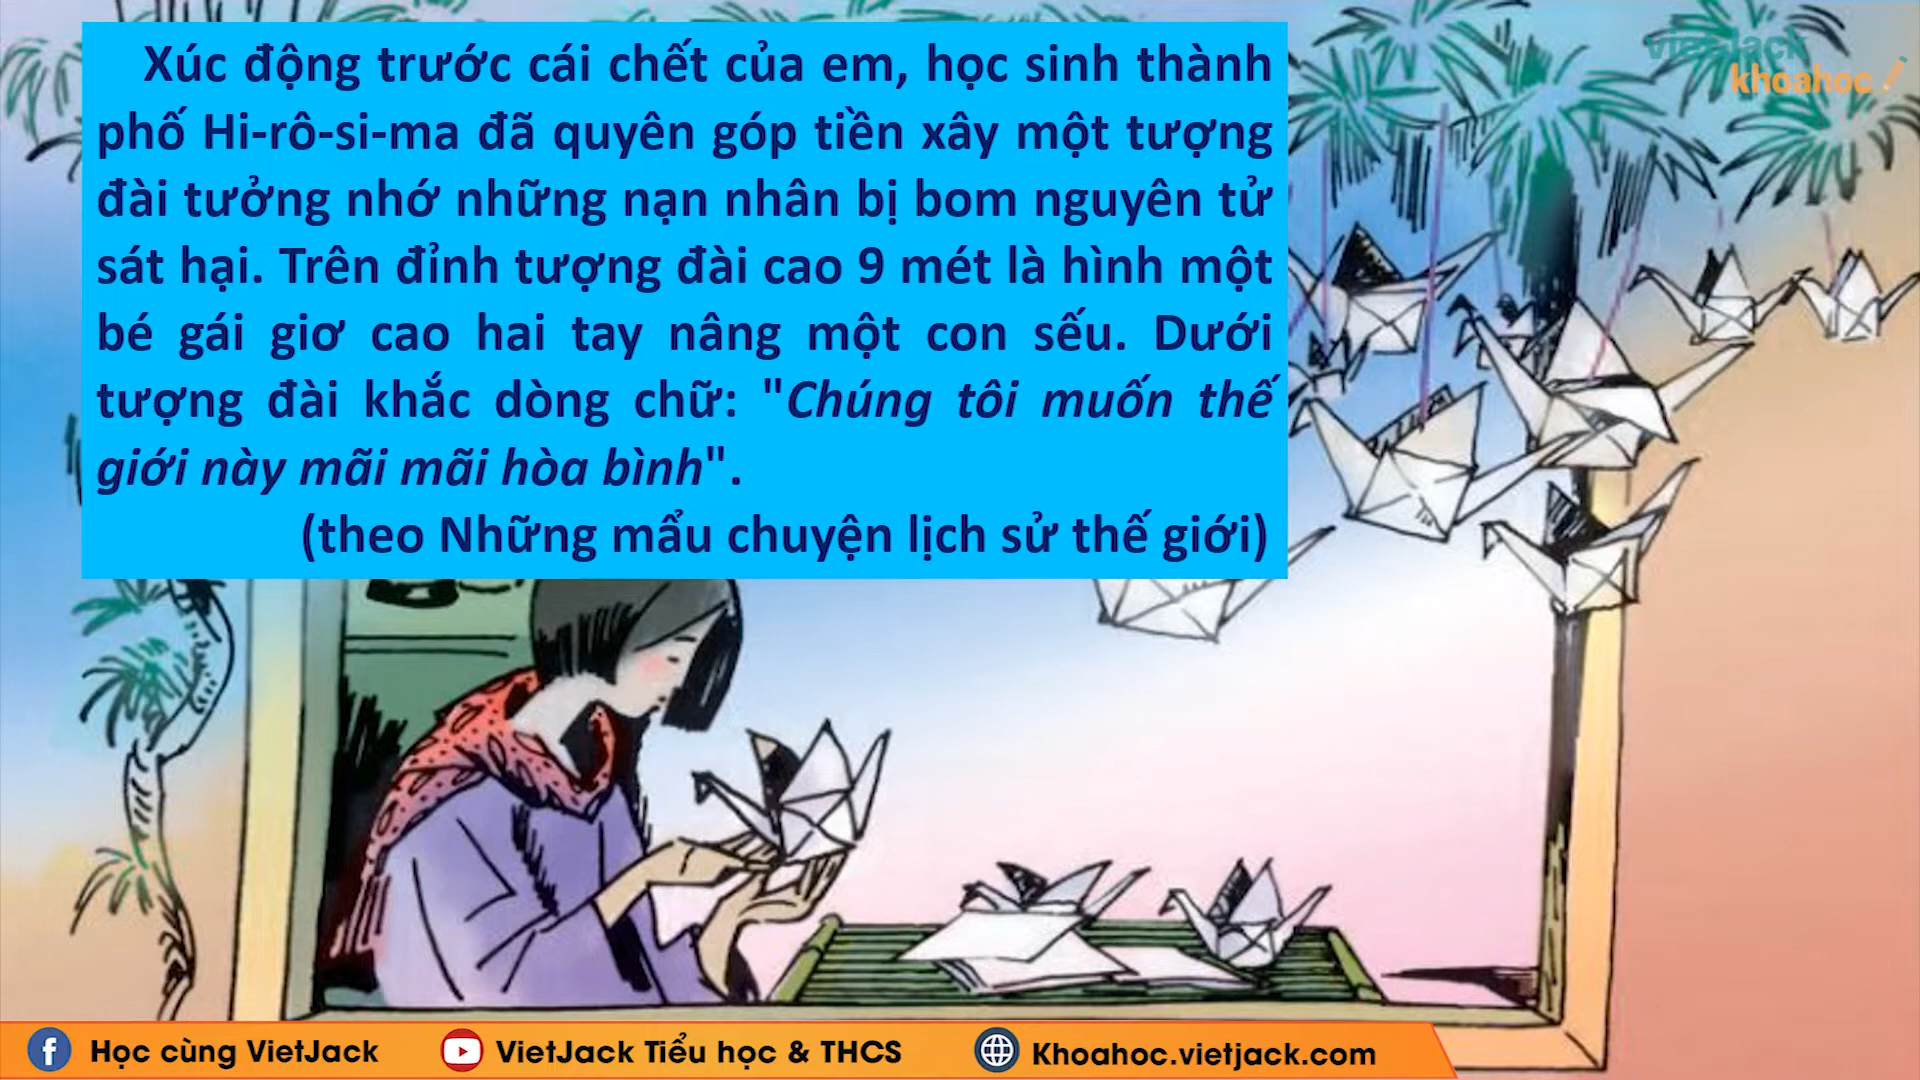 vietJack
khoahoc
Xúc động trước cái chết của em, học sinh thành
phố Hi-rô-si-ma đã quyên góp tiền xây một tượng
đài tưởng nhớ những nạn nhân bị bom nguyên tử
sát hại. Trên đỉnh tượng đài cao 9 mét là hình một
bé gái giơ cao hai tay nâng một con sếu. Dưới
tượng đài khắc dòng chữ: "Chúng tôi muốn thế
giới này mãi mãi hòa bình".
(theo Những mẩu chuyện lịch sử thế giới)
Học cùng VietJack
VietJack Tiểu học & THCS
Khoahoc.vietjack.com